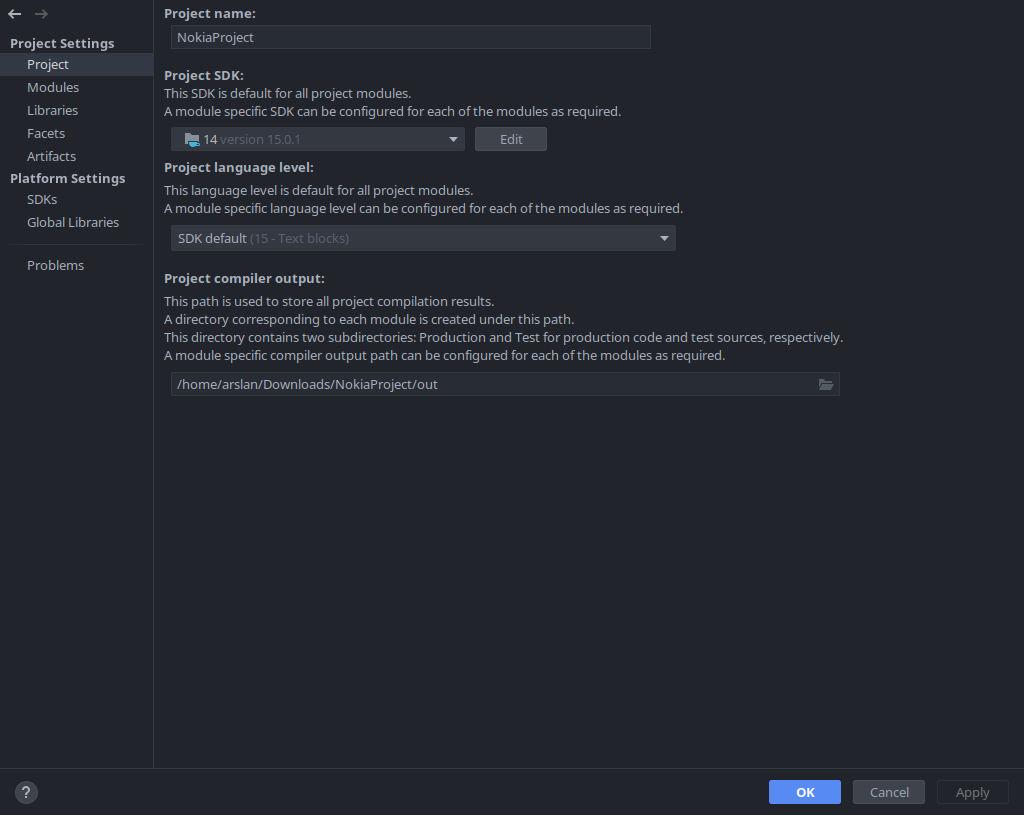 Project Settings
Project
Modules
Libraries
Facets
Artifacts
Platform Settings
SDKs
Global Libraries
Problems
Project name:
NokiaProject
Project SDK:
This SDK is default for all project modules.
A module specific SDK can be configured for each of the modules as required.
14 version 15.0.1
Edit
Project language level:
This language level is default for all project modules.
A module specific language level can be configured for each of the modules as required.
SDK default (15 - Text blocks)
Project compiler output:
This path is used to store all project compilation results.
A directory corresponding to each module is created under this path.
This directory contains two subdirectories: Production and Test for production code and test sources, respectively.
A module specific compiler output path can be configured for each of the modules as required.
/home/arslan/Downloads/NokiaProject/out
?
OK
Cancel
Apply